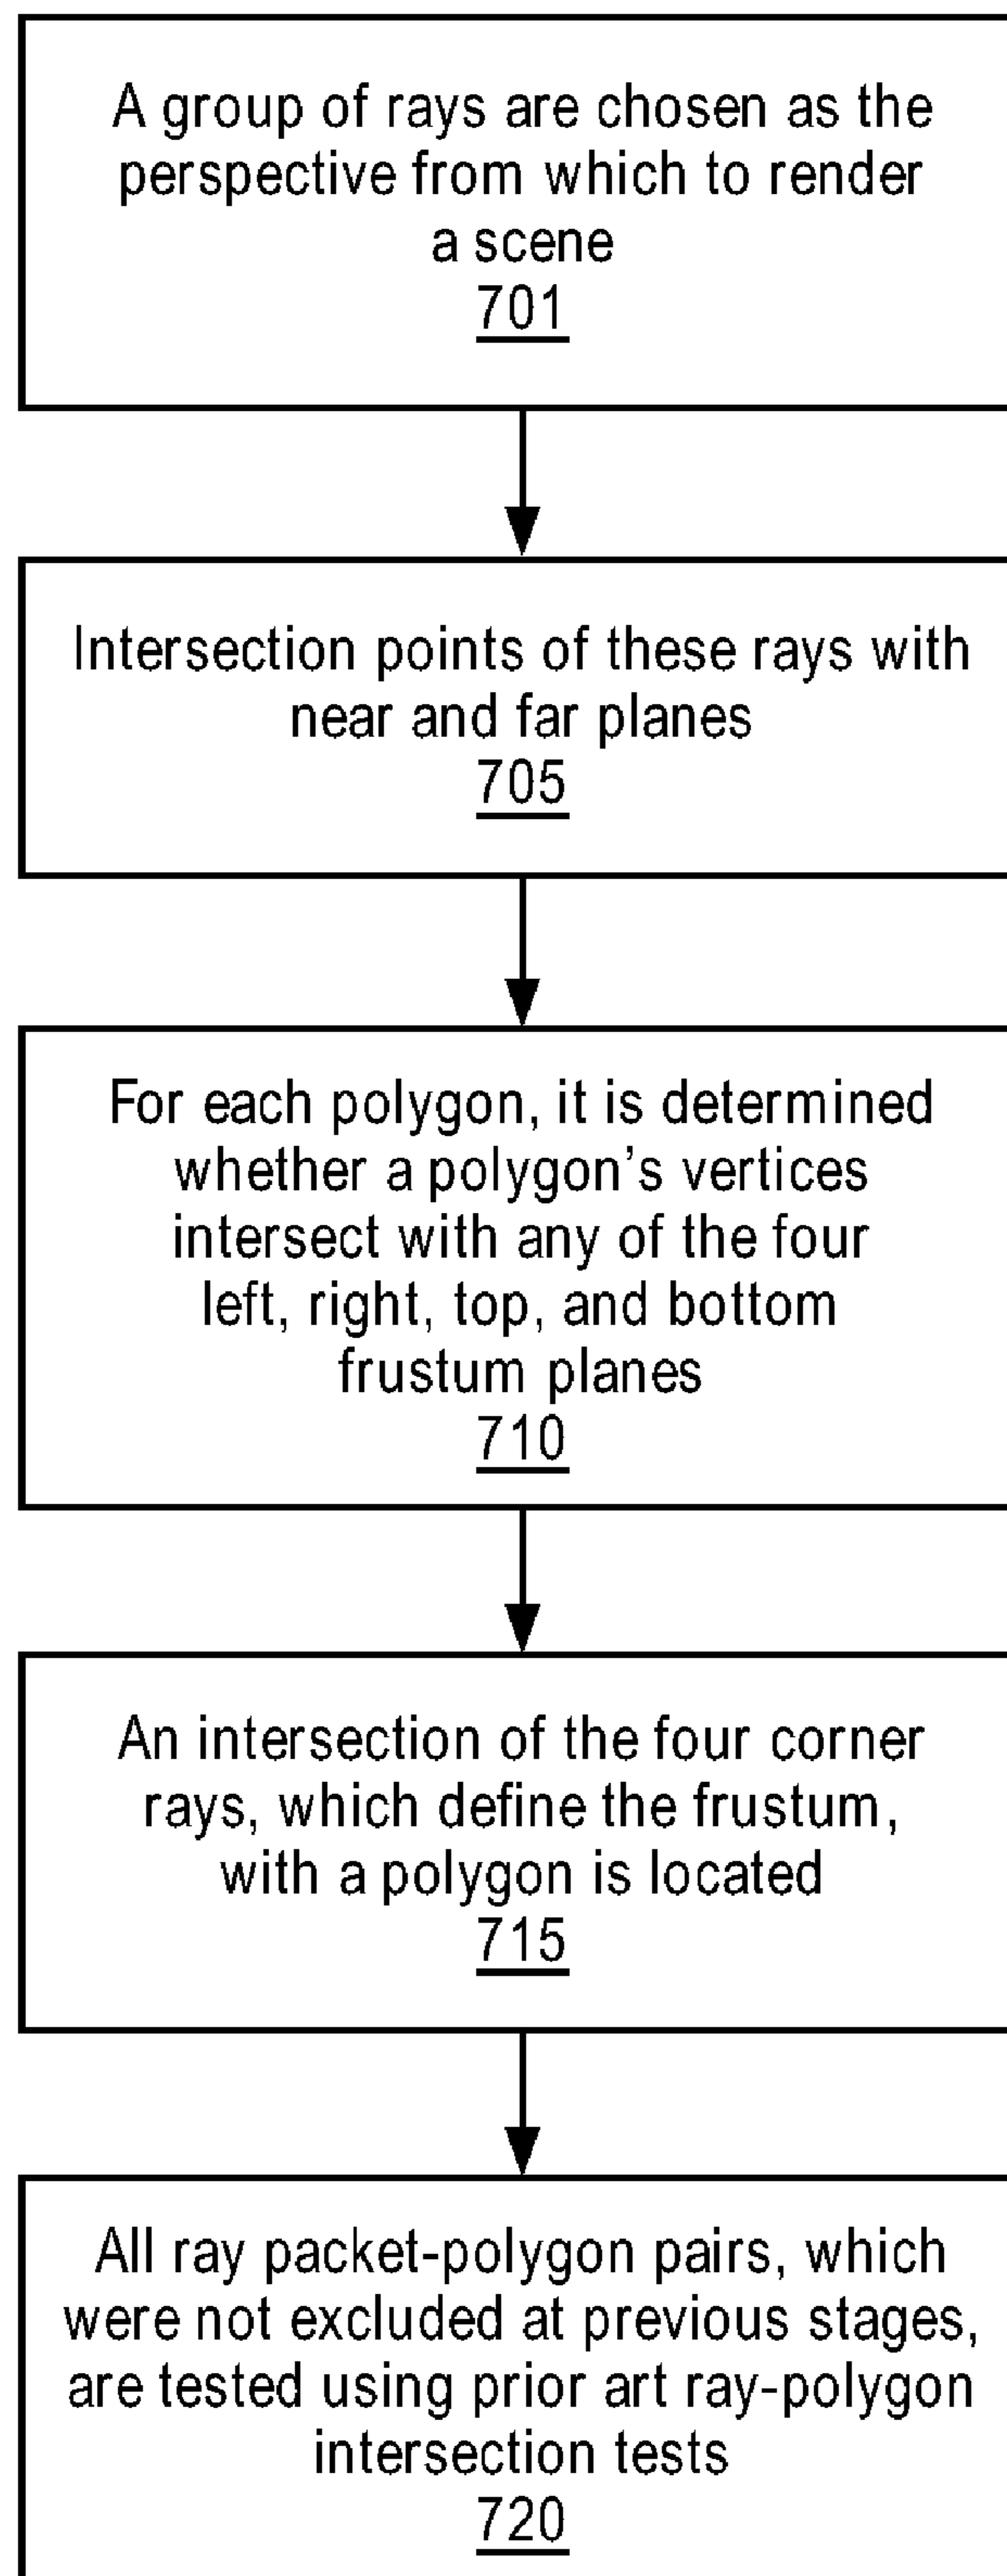 A group of rays are chosen as the
perspective from which to render
a scene
701
Intersection points of these rays with
near and far planes
705
For each polygon, it is determined
whether a polygon’s vertices
intersect with any of the four
left, right, top, and bottom
frustum planes
710
An intersection of the four corner
rays, which define the frustum,
with a polygon is located
715
All ray packet-polygon pairs, which
were not excluded at previous stages,
are tested using prior art ray-polygon
intersection tests
720